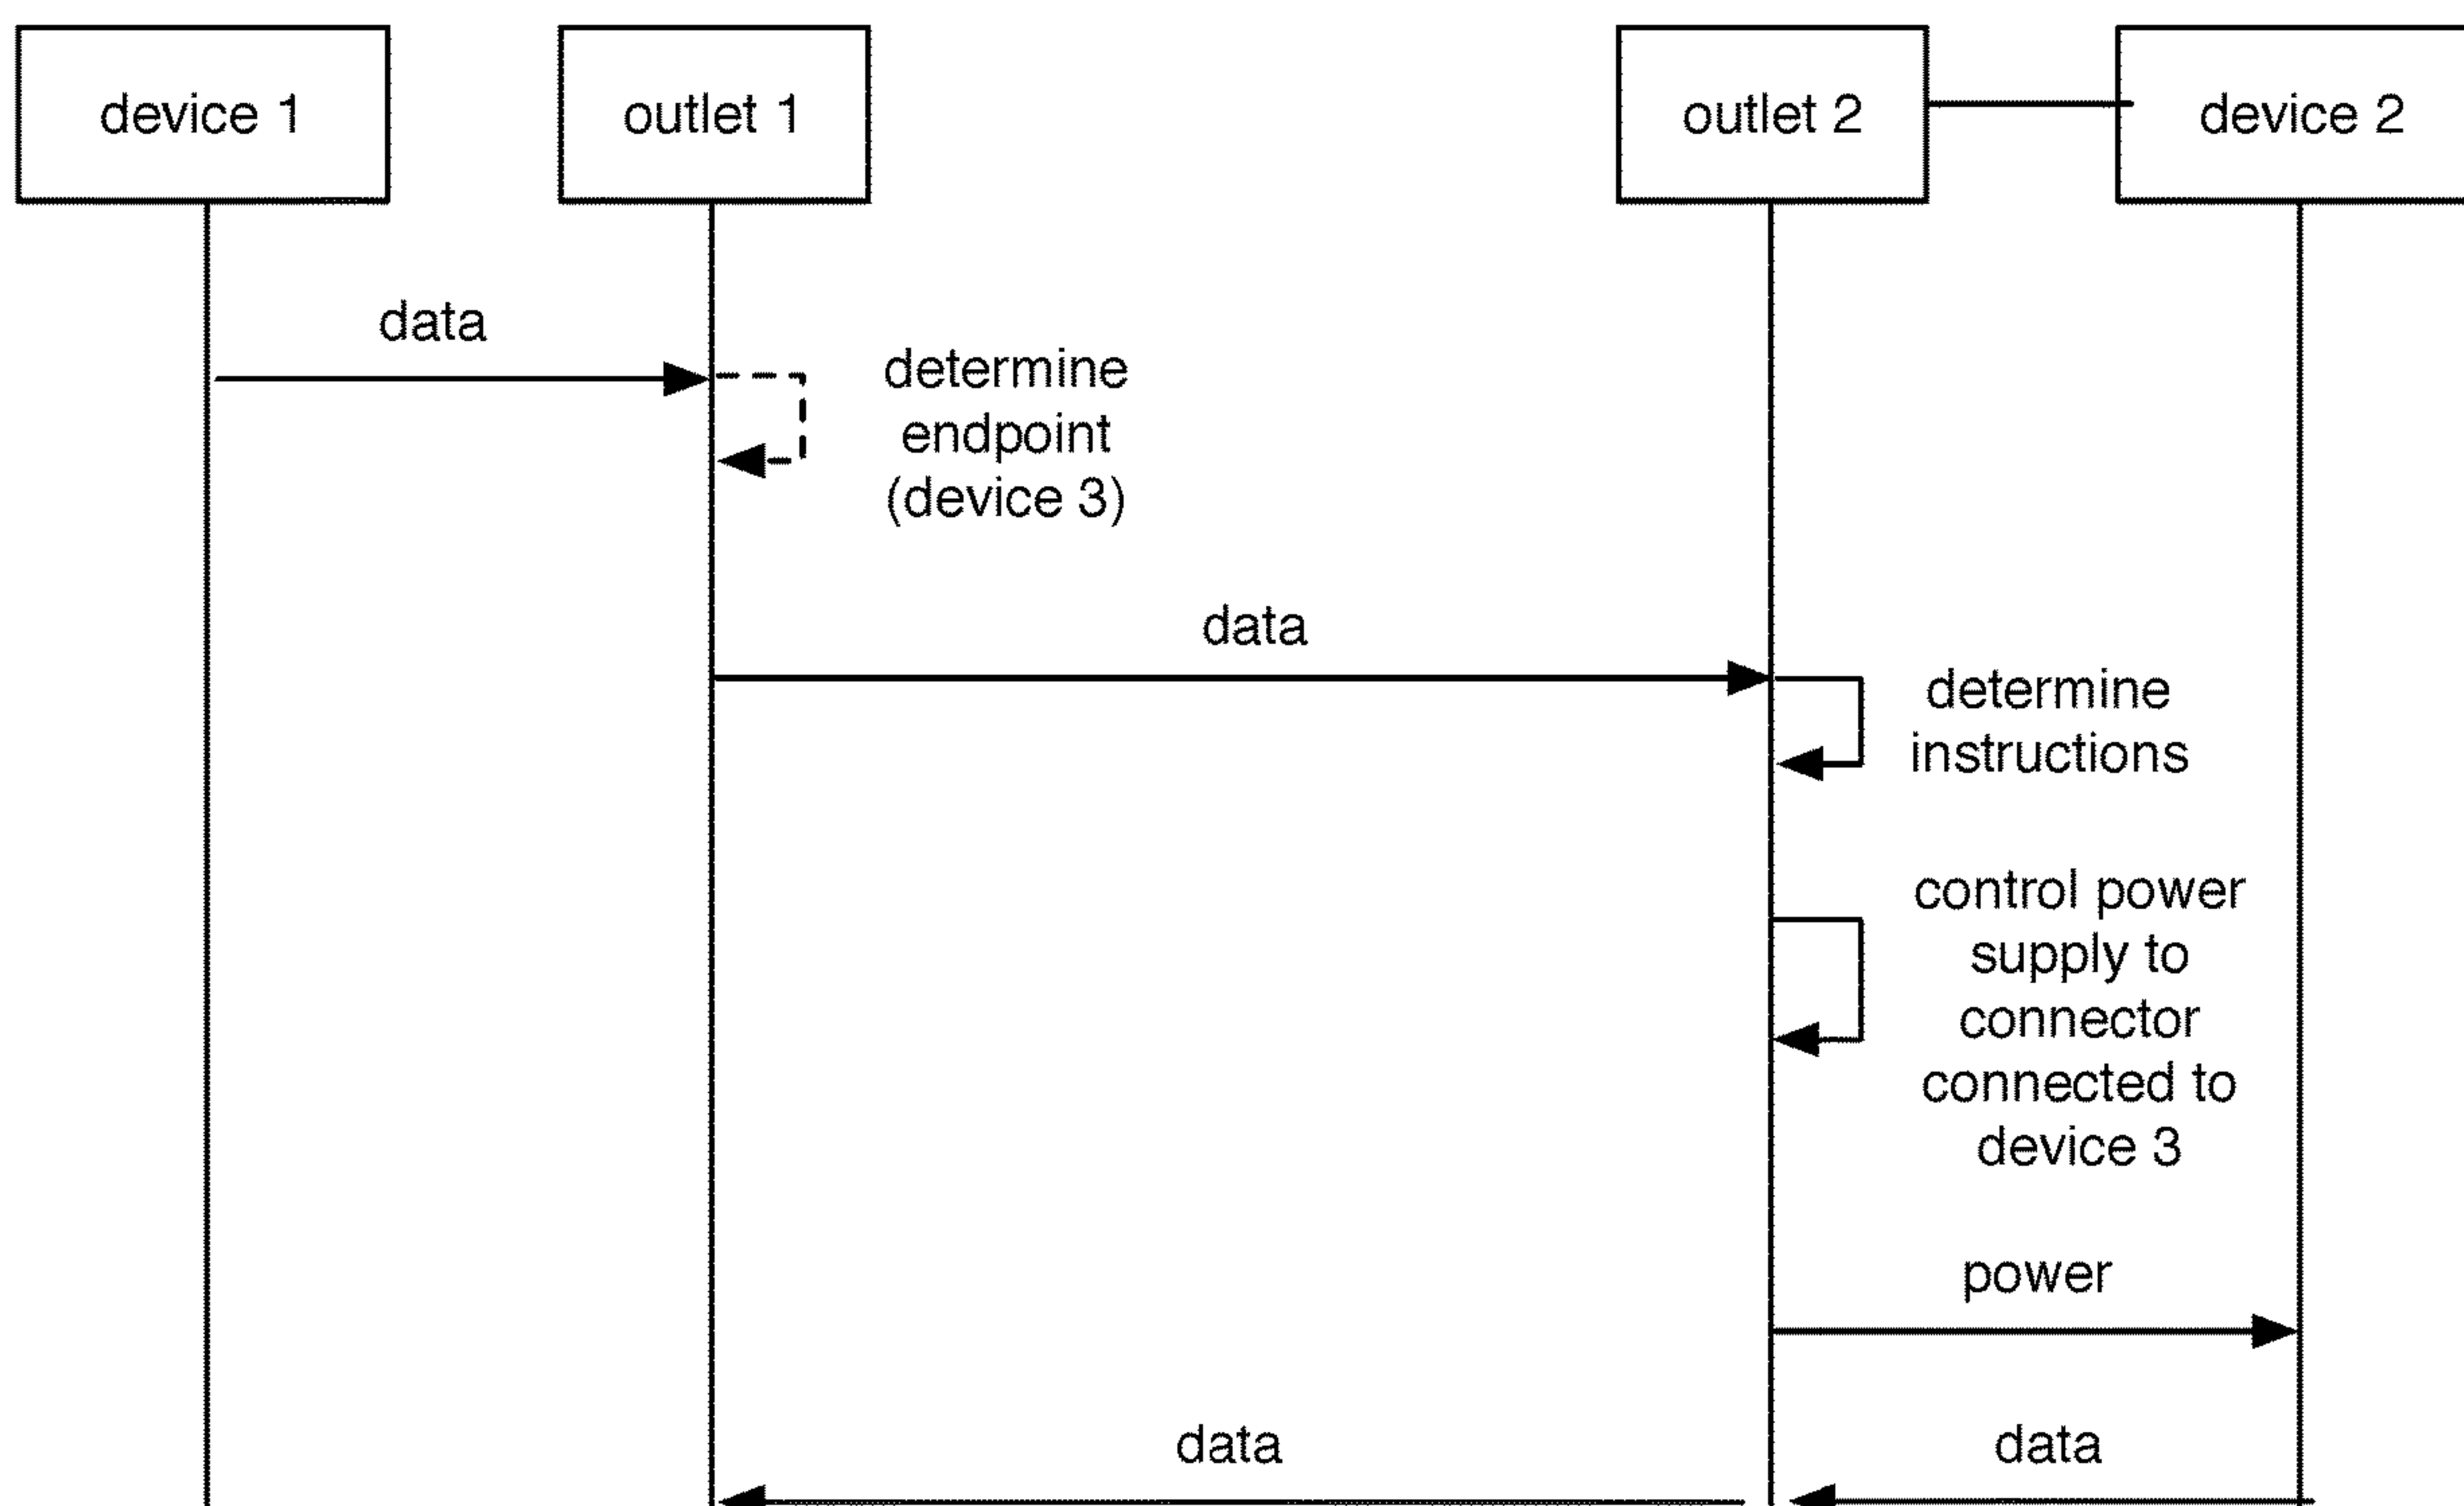 device 1
outlet 1
outlet 2
device 2
data
determine
endpoint
(device 3)
data
determine
instructions
control power
supply to
connector
connected to
device 3
power
data
data